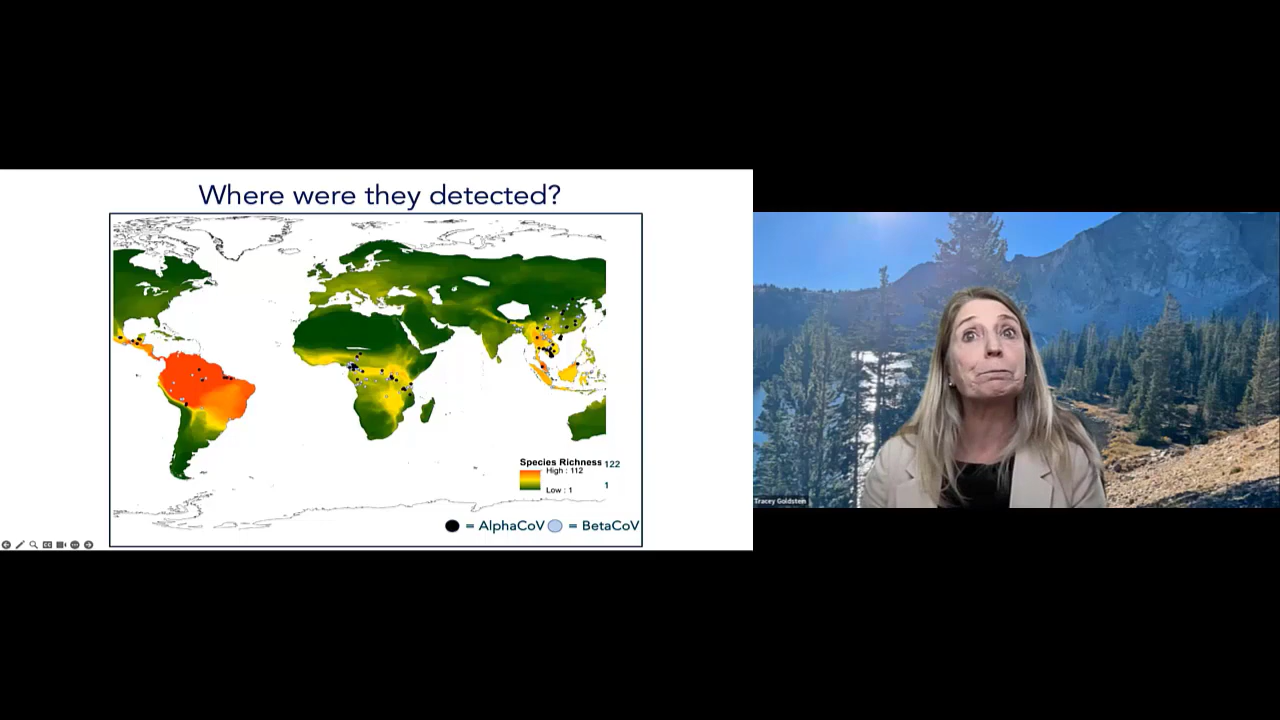 Where were they detected?
Species Richness 122
High : 112
Low : 1
1
= AlphaCoV = BetaCoV
Tracey Goldstein